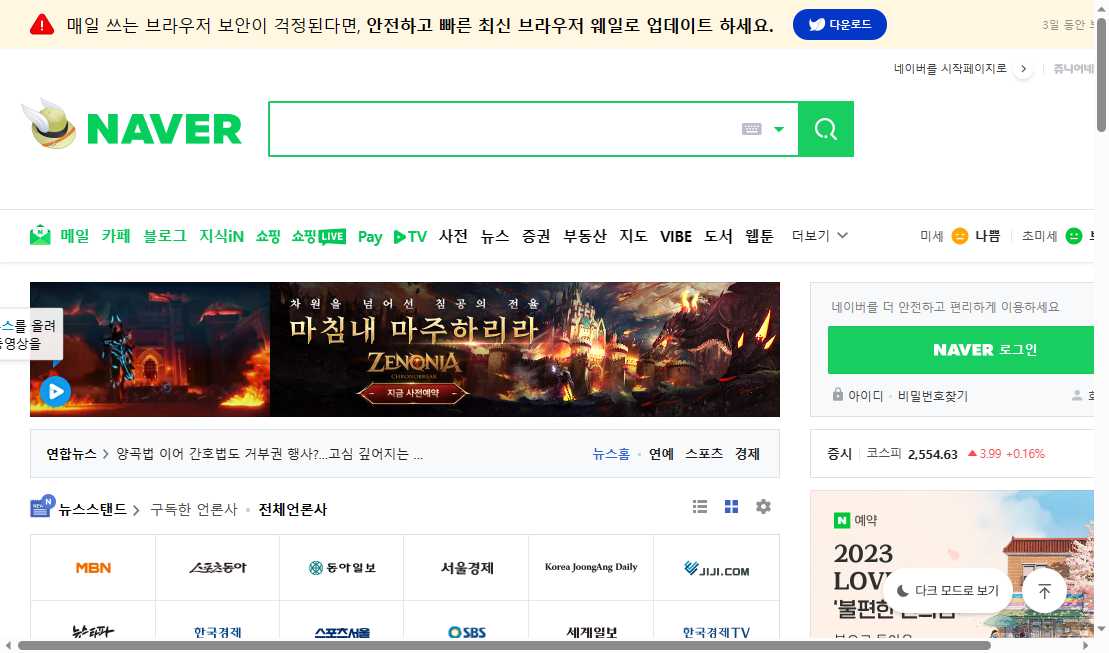 매일 쓰는 브라우저 보안이 걱정된다면, 안전하고 빠른 최신 브라우저 웨일로 업데이트 하세요. 다운로드 3일 동안
네이버를 시작페이지로 쥬니어네
NAVER
메일 카페 블로그 지식iN 쇼핑 쇼핑LIVE Pay TV 사전 뉴스 증권 부동산 지도 VIBE 도서 웹툰 더보기 미세 나쁨 초미세
차원을 넘어선 침공의 전율
마침내 마주하리라
ZENONIA
CHRONOBREAK
지금 사전예약
스를 올려
동영상을
네이버를 더 안전하고 편리하게 이용하세요
NAVER 로그인
아이디 · 비밀번호찾기
연합뉴스 > 양곡법 이어 간호법도 거부권 행사?...고심 깊어지는 ... 뉴스홈 · 연예 스포츠 경제
증시 코스피 2,554.63 ▲ 3.99 +0.16%
NEW N 뉴스스탠드 > 구독한 언론사 · 전체언론사
MBN 스포츠동아 동아일보 서울경제 Korea JoongAng Daily JIJI.COM
뉴스타파 한국경제 스포츠서울 SBS 세계일보 한국경제TV
N 예약
2023
'불편한
다크 모드로 보기